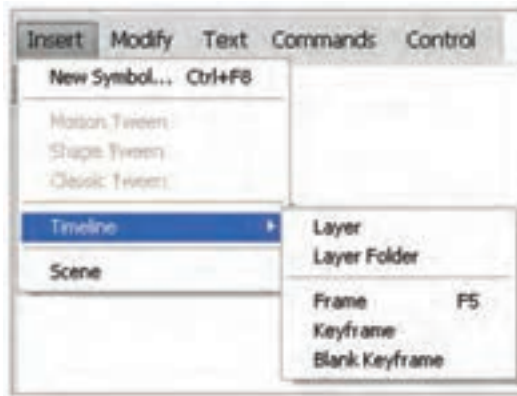 Insert Modify Text Commands Control
New Symbol... Ctrl+F8
Motion Tween
Shape Tween
Classic Tween
Timeline
Scene
Layer
Layer Folder
Frame F5
Keyframe
Blank Keyframe